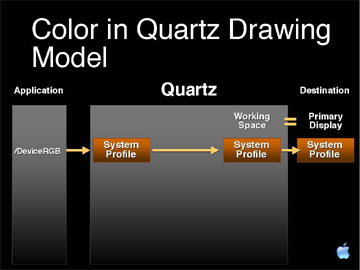 Color in Quartz Drawing
Model
Application
Quartz
Destination
Working
Space
=
Primary
Display
/DeviceRGB
System
Profile
System
Profile
System
Profile